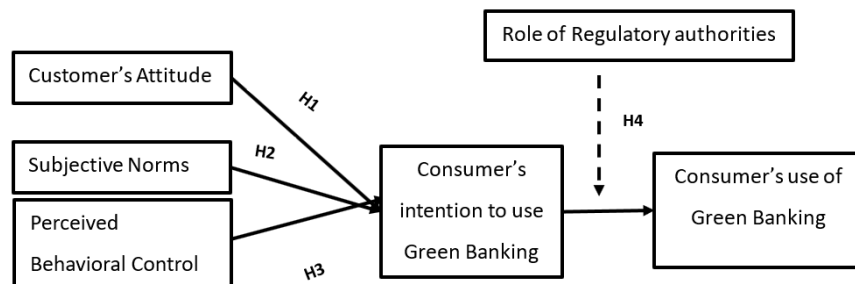 Role of Regulatory authorities
Customer's Attitude
H1
H4
Subjective Norms
H2
Perceived
Behavioral Control
H3
Consumer's
intention to use
Green Banking
Consumer's use of
Green Banking